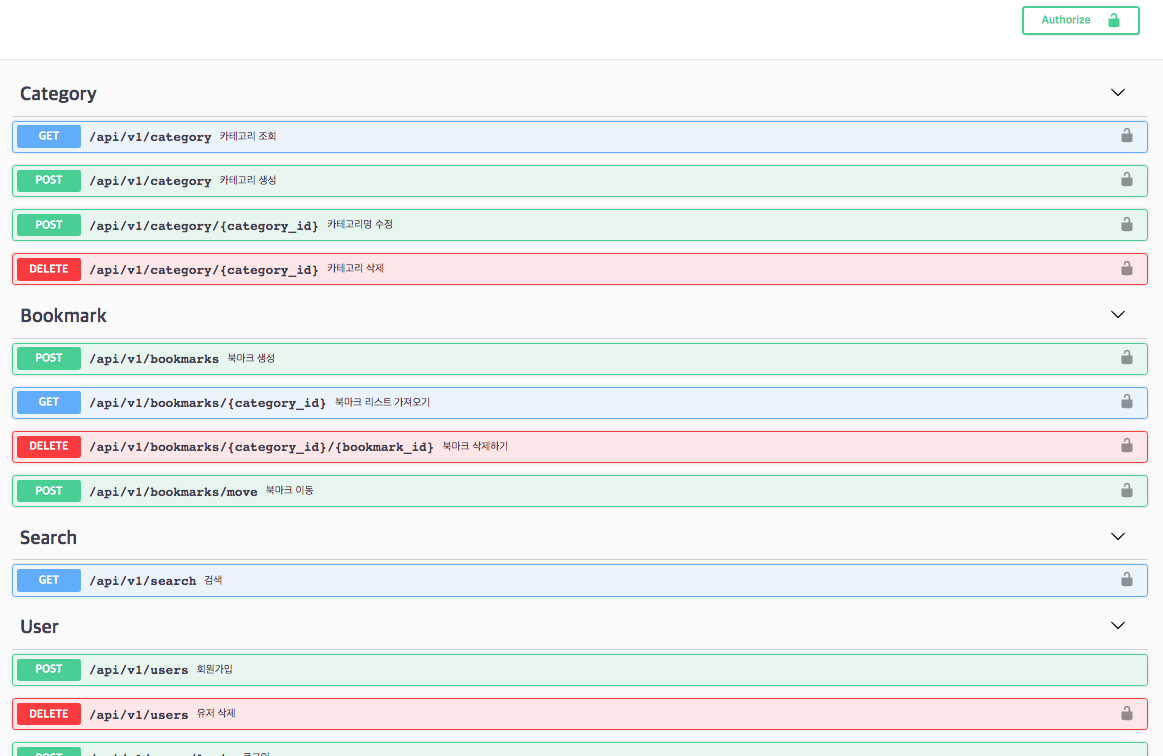 Authorize
Category
GET /api/v1/category 카테고리 조회
POST /api/v1/category 카테고리 생성
POST /api/v1/category/{category_id} 카테고리명 수정
DELETE /api/v1/category/{category_id} 카테고리 삭제
Bookmark
POST /api/v1/bookmarks 북마크 생성
GET /api/v1/bookmarks/{category_id} 북마크 리스트 가져오기
DELETE /api/v1/bookmarks/{category_id}/{bookmark_id} 북마크 삭제하기
POST /api/v1/bookmarks/move 북마크 이동
Search
GET /api/v1/search 검색
User
POST /api/v1/users 회원가입
DELETE /api/v1/users 유저 삭제
POST